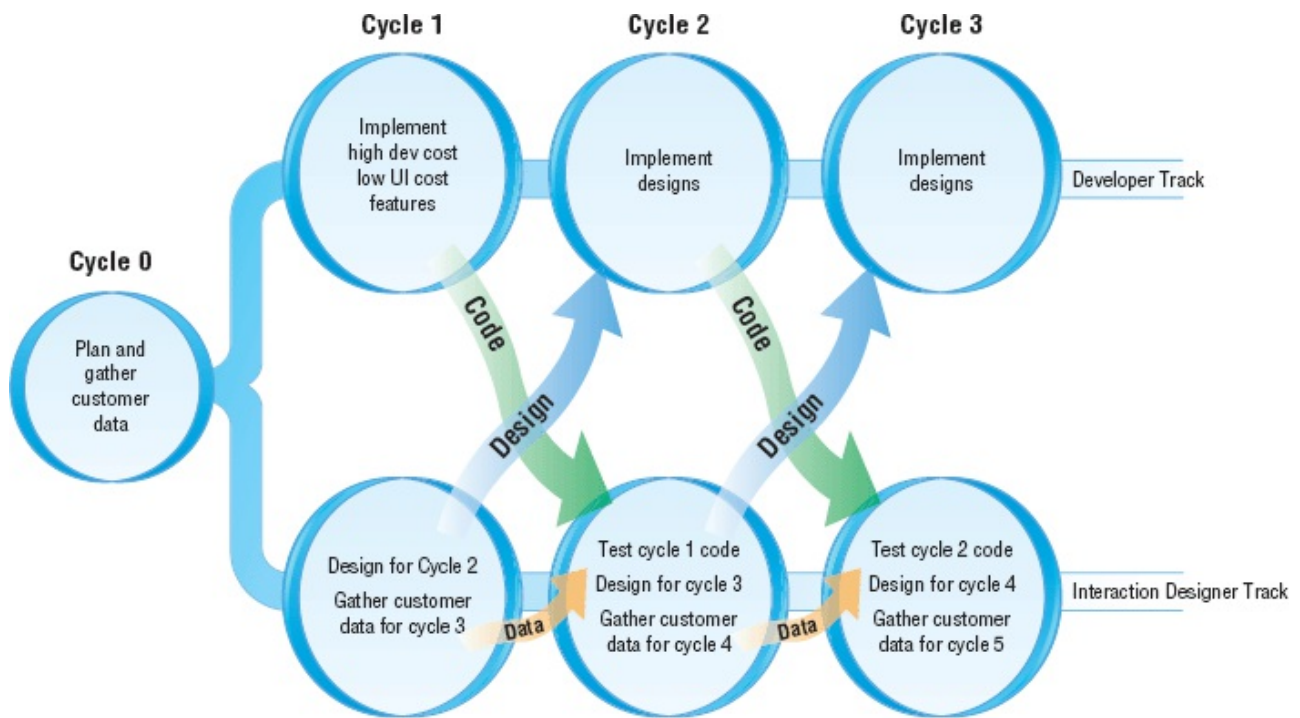 Cycle 1
Cycle 2
Cycle 3
Implement
high dev cost
low UI cost
features
Implement
designs
Implement
designs
Developer Track
Cycle 0
Plan and
gather
customer
data
Code
Design
Code
Design
Design for Cycle 2
Gather customer
data for cycle 3
Data
Test cycle 1 code
Design for cycle 3
Gather customer
data for cycle 4
Data
Test cycle 2 code
Design for cycle 4
Gather customer
data for cycle 5
Interaction Designer Track